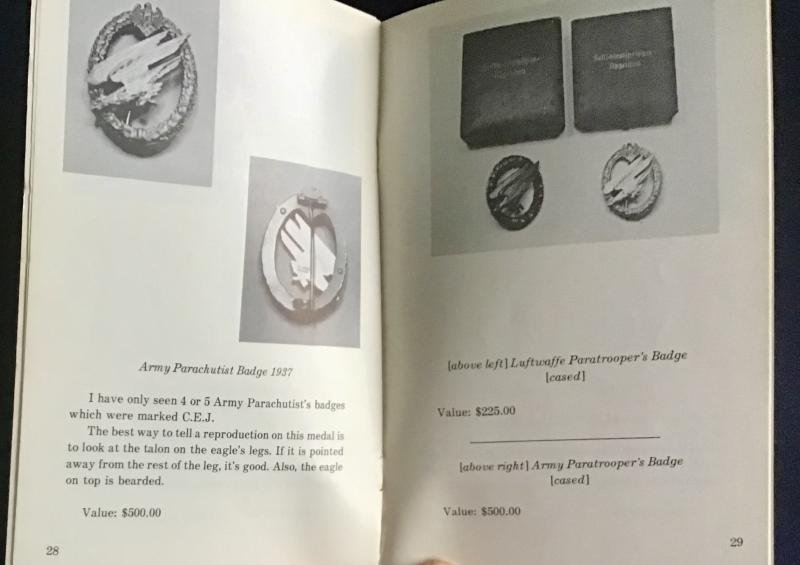 Army Parachutist Badge 1937
I have only seen 4 or 5 Army Parachutist's badges
which were marked C.E.J.
The best way to tell a reproduction on this medal is
to look at the talon on the eagle's legs. If it is pointed
away from the rest of the leg, it's good. Also, the eagle
on top is bearded.
Value: $500.00
28
[above left] Luftwaffe Paratrooper's Badge
[cased]
Value: $225.00
[above right] Army Paratrooper's Badge
[cased]
Value: $500.00
29